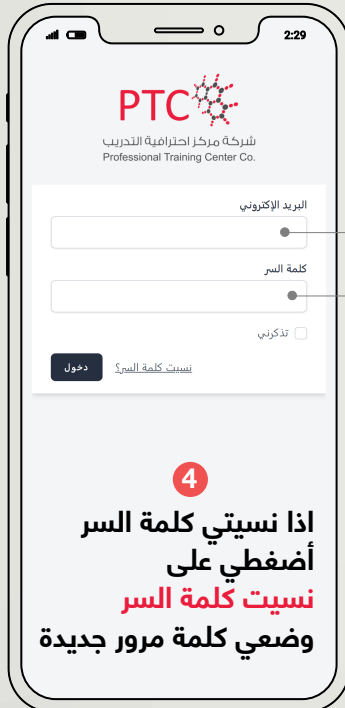 2:29
PTC
شركة مركز احترافية التدريب
Professional Training Center Co.
البريد الإكتروني
كلمة السر
تذكرني
نسيت كلمة السر؟
دخول
4
اذا نسيتي كلمة السر
أضغطي على
نسيت كلمة السر
وضعي كلمة مرور جديدة